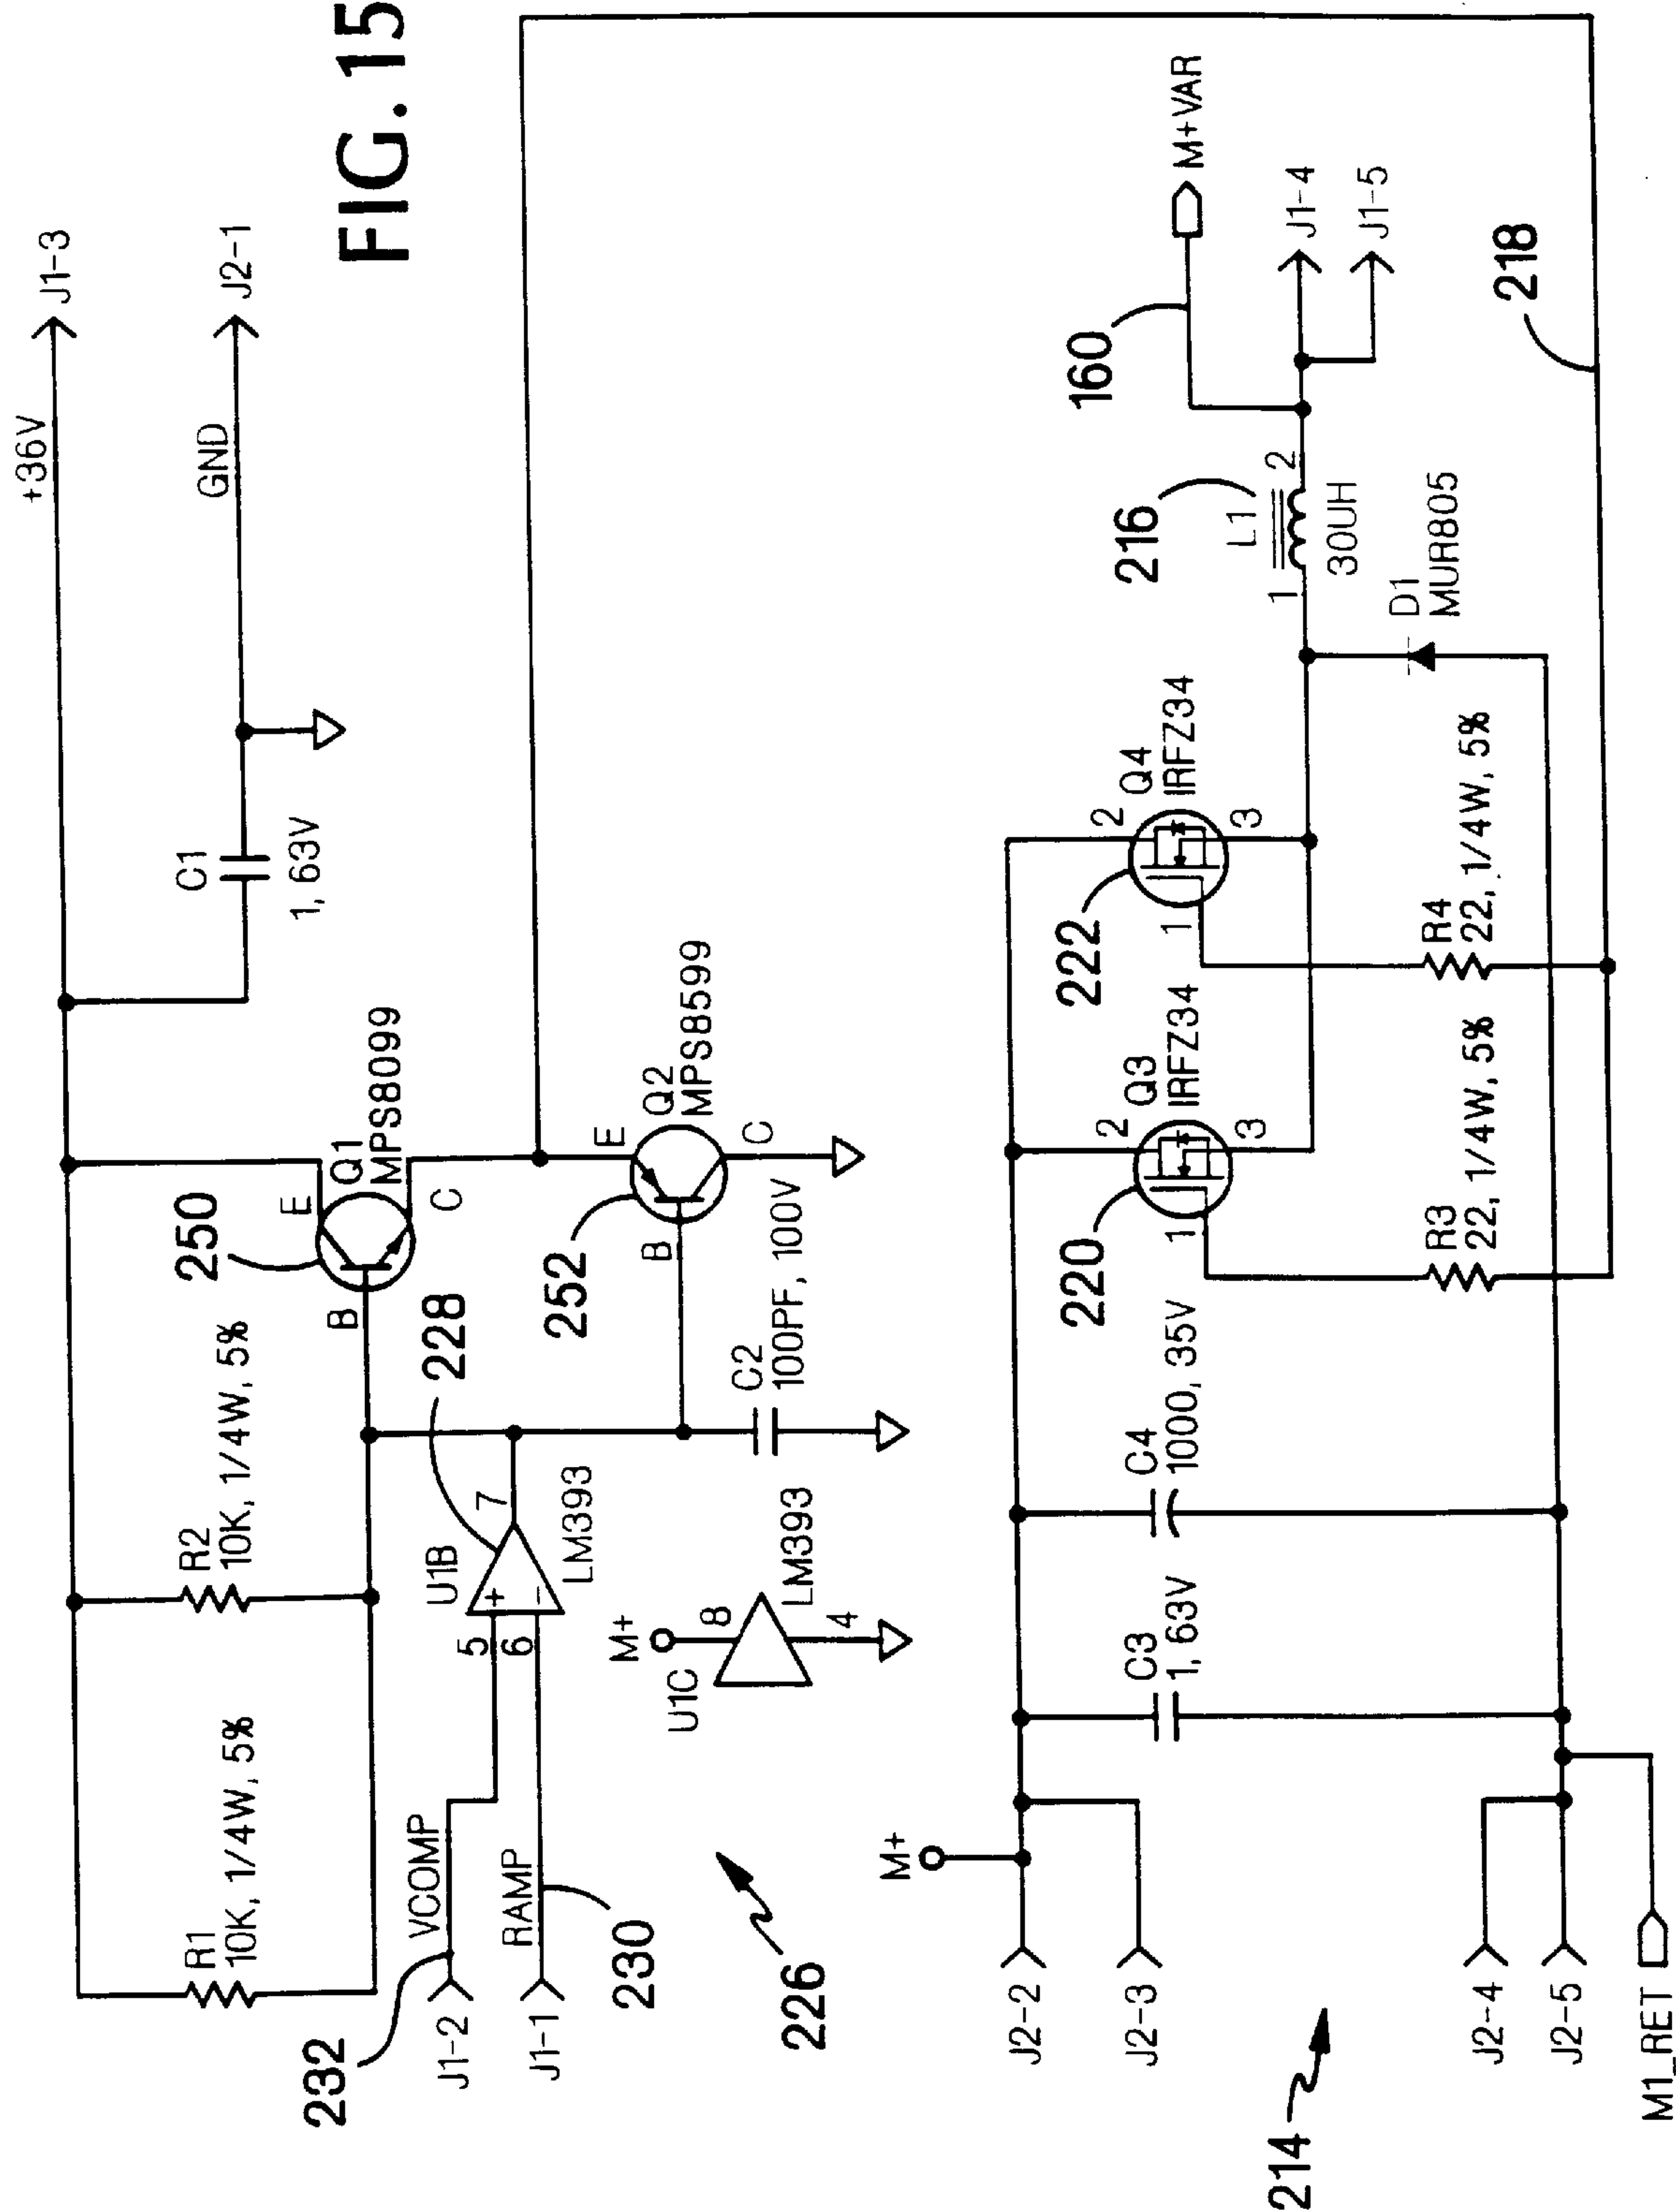 FIG. 15
+36V
J1-3
GND
J2-1
C1
1, 63V
R1
10K, 1/4W, 5%
R2
10K, 1/4W, 5%
250
E
Q1
MPS8099
B
C
232
VCOMP
J1-2
RAMP
J1-1
230
5
6
+
-
U1B
7
228
LM393
252
E
Q2
MPS8599
B
C
C2
100PF, 100V
M+
U1C
8
LM393
4
226
M+
J2-2
J2-3
C3
1, 63V
C4
1000, 35V
J2-4
J2-5
M1_RET
214
220
2
Q3
IRFZ34
1
3
R3
22, 1/4W, 5%
222
2
Q4
IRFZ34
1
3
R4
22, 1/4W, 5%
216
1
L1
2
30UH
D1
MUR805
160
M+VAR
J1-4
J1-5
218